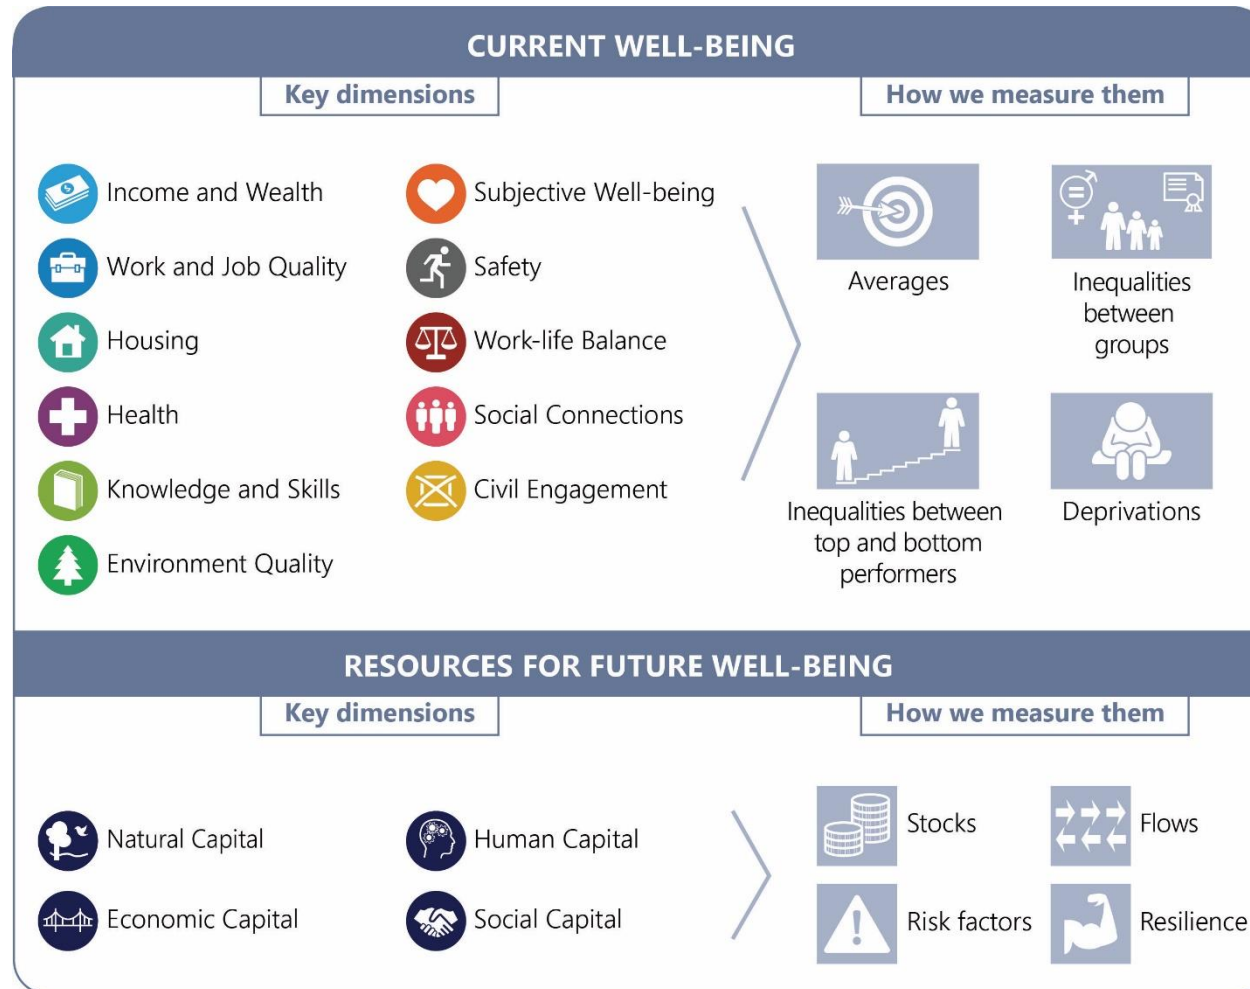 CURRENT WELL-BEING
Key dimensions
How we measure them
Income and Wealth
Work and Job Quality
Housing
Health
Knowledge and Skills
Environment Quality
Subjective Well-being
Safety
Work-life Balance
Social Connections
Civil Engagement
Averages
Inequalities
between
groups
Inequalities between
top and bottom
performers
Deprivations
RESOURCES FOR FUTURE WELL-BEING
Key dimensions
How we measure them
Natural Capital
Economic Capital
Human Capital
Social Capital
Stocks
Flows
Risk factors
Resilience